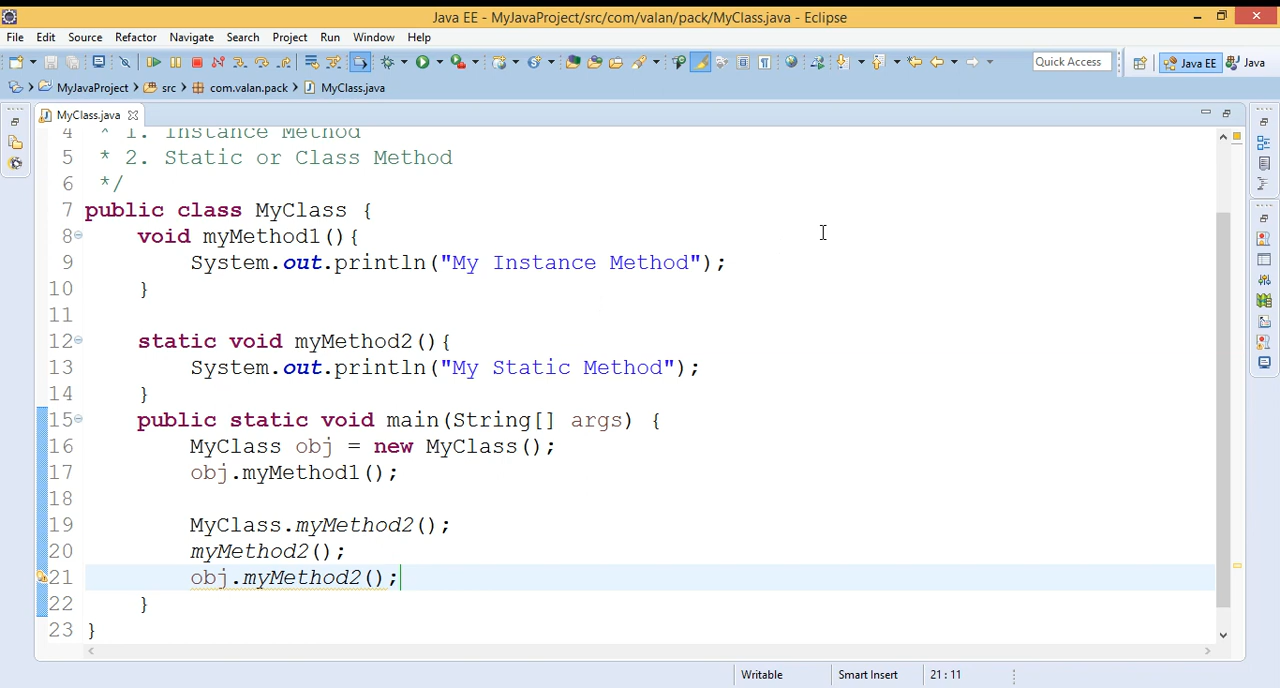 Java EE - MyJavaProject/src/com/valan/pack/MyClass.java - Eclipse
File Edit Source Refactor Navigate Search Project Run Window Help
Quick Access Java EE Java
MyJavaProject src com.valan.pack MyClass.java
MyClass.java
4 * 1. Instance Method
5 * 2. Static or Class Method
6 */
7 public class MyClass {
8 void myMethod1(){
9 System.out.println("My Instance Method");
10 }
11
12 static void myMethod2(){
13 System.out.println("My Static Method");
14 }
15 public static void main(String[] args) {
16 MyClass obj = new MyClass();
17 obj.myMethod1();
18
19 MyClass.myMethod2();
20 myMethod2();
21 obj.myMethod2();
22 }
23 }
Writable Smart Insert 21 : 11